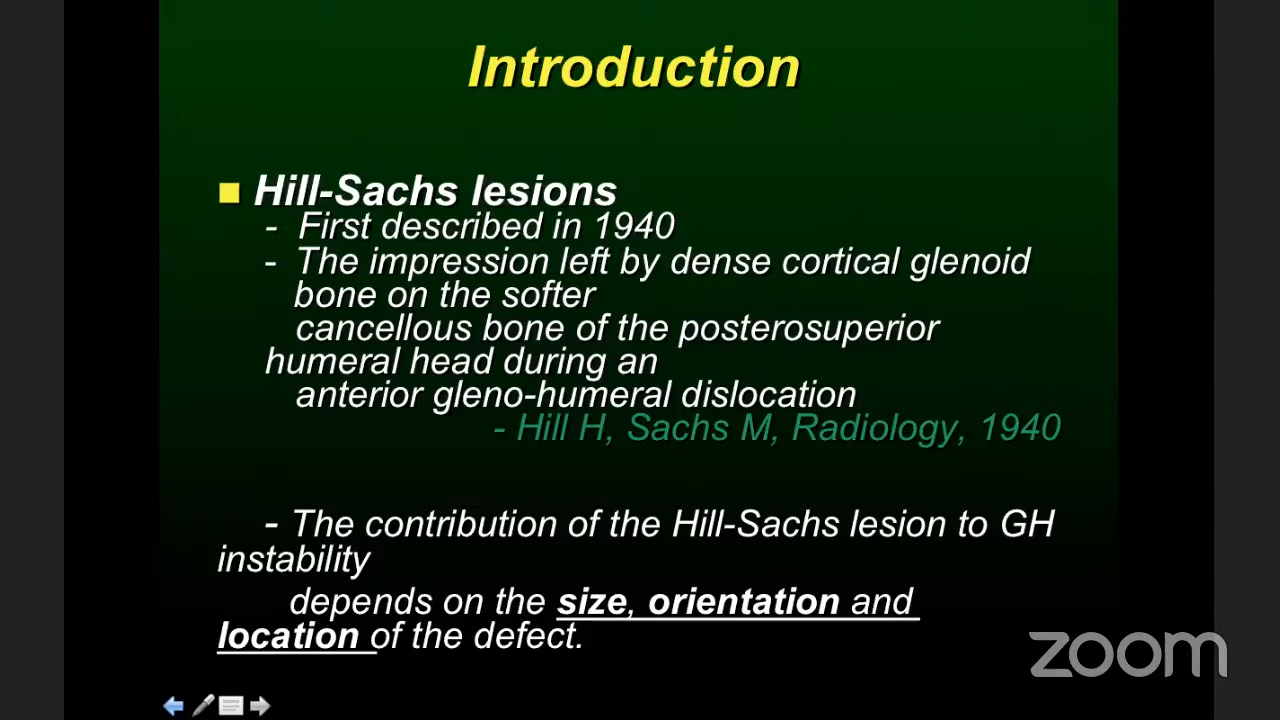 Introduction
Hill-Sachs lesions
- First described in 1940
- The impression left by dense cortical glenoid
bone on the softer
cancellous bone of the posterosuperior
humeral head during an
anterior gleno-humeral dislocation
- Hill H, Sachs M, Radiology, 1940
- The contribution of the Hill-Sachs lesion to GH
instability
depends on the size, orientation and
location of the defect.
zoom